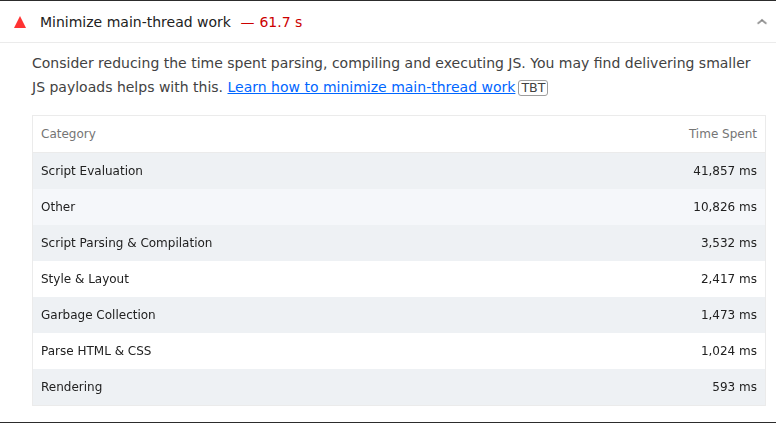 Minimize main-thread work — 61.7 s
Consider reducing the time spent parsing, compiling and executing JS. You may find delivering smaller
JS payloads helps with this. Learn how to minimize main-thread work TBT
Category Time Spent
Script Evaluation 41,857 ms
Other 10,826 ms
Script Parsing & Compilation 3,532 ms
Style & Layout 2,417 ms
Garbage Collection 1,473 ms
Parse HTML & CSS 1,024 ms
Rendering 593 ms